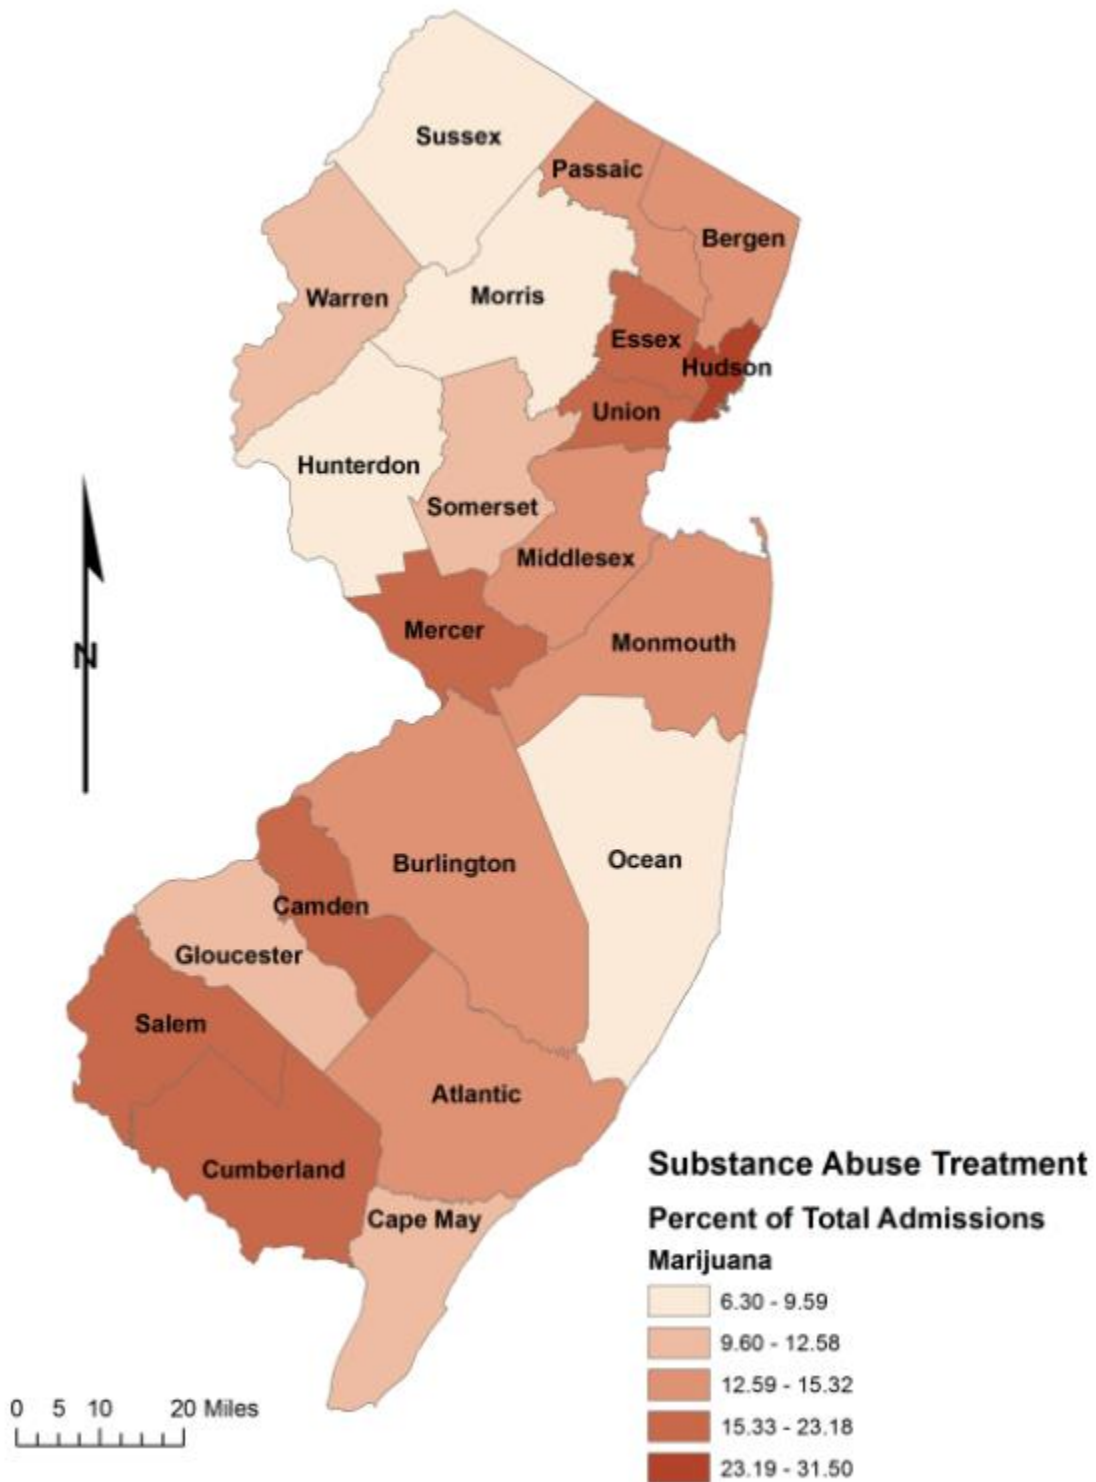 Sussex
Passaic
Bergen
Warren
Morris
Essex
Hudson
Union
Hunterdon
Somerset
Middlesex
Mercer
Monmouth
N
Burlington
Ocean
Camden
Gloucester
Salem
Atlantic
Cumberland
Cape May
Substance Abuse Treatment
Percent of Total Admissions
Marijuana
6.30 - 9.59
9.60 - 12.58
12.59 - 15.32
15.33 - 23.18
23.19 - 31.50
0 5 10 20 Miles